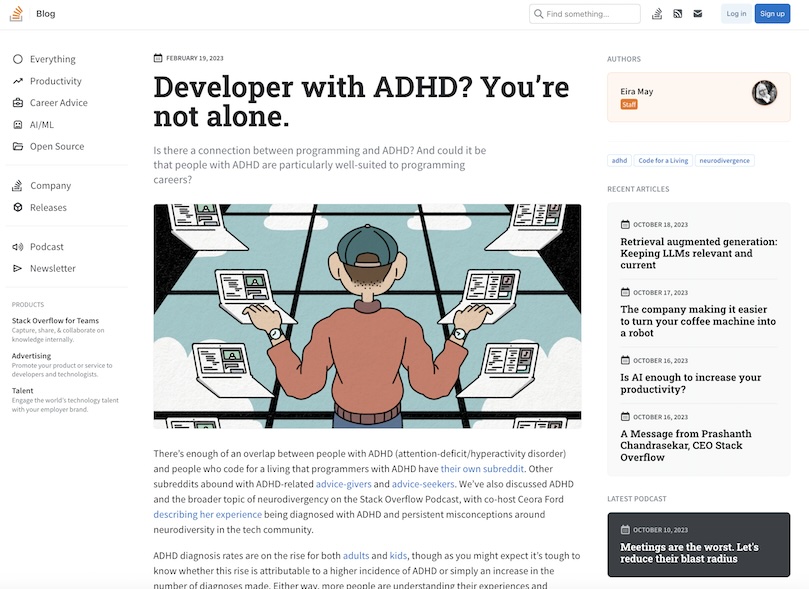 Blog
Find something...
Log in
Sign up
Everything
Productivity
Career Advice
AI/ML
Open Source
Company
Releases
Podcast
Newsletter
PRODUCTS
Stack Overflow for Teams
Capture, share, & collaborate on
knowledge internally.
Advertising
Promote your product or service to
developers and technologists.
Talent
Engage the world's technology talent
with your employer brand.
FEBRUARY 19, 2023
Developer with ADHD? You’re
not alone.
Is there a connection between programming and ADHD? And could it be
that people with ADHD are particularly well-suited to programming
careers?
There’s enough of an overlap between people with ADHD (attention-deficit/hyperactivity disorder)
and people who code for a living that programmers with ADHD have their own subreddit. Other
subreddits abound with ADHD-related advice-givers and advice-seekers. We’ve also discussed ADHD
and the broader topic of neurodivergency on the Stack Overflow Podcast, with co-host Ceora Ford
describing her experience being diagnosed with ADHD and persistent misconceptions around
neurodiversity in the tech community.
ADHD diagnosis rates are on the rise for both adults and kids, though as you might expect it’s tough to
know whether this rise is attributable to a higher incidence of ADHD or simply an increase in the
number of diagnoses made. Either way, more people are understanding their experiences and
AUTHORS
Eira May
Staff
adhd
Code for a Living
neurodivergence
RECENT ARTICLES
OCTOBER 18, 2023
Retrieval augmented generation:
Keeping LLMs relevant and
current
OCTOBER 17, 2023
The company making it easier
to turn your coffee machine into
a robot
OCTOBER 16, 2023
Is AI enough to increase your
productivity?
OCTOBER 16, 2023
A Message from Prashanth
Chandrasekar, CEO Stack
Overflow
LATEST PODCAST
OCTOBER 10, 2023
Meetings are the worst. Let's
reduce their blast radius